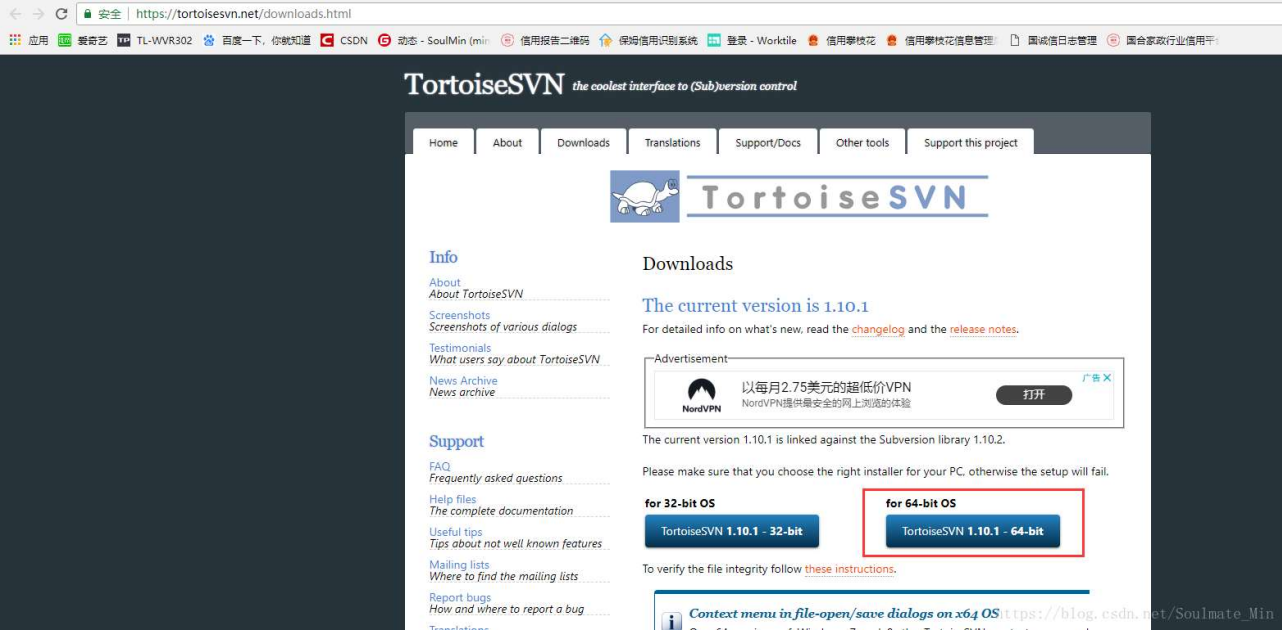 安全 https://tortoisesvn.net/downloads.html
应用 爱奇艺 TP TL-WVR302 百度一下，你就知道 CSDN 动态 - SoulMin (min 信用报告二维码 保姆信用识别系统 登录 - Worktile 信用攀枝花 信用攀枝花信息管理 国诚信日志管理 国合家政行业信用平
TortoiseSVN the coolest interface to (Sub)version control
Home About Downloads Translations Support/Docs Other tools Support this project
TortoiseSVN
Info
About
About TortoiseSVN
Screenshots
Screenshots of various dialogs
Testimonials
What users say about TortoiseSVN
News Archive
News archive
Support
FAQ
Frequently asked questions
Help files
The complete documentation
Useful tips
Tips about not well known features
Mailing lists
Where to find the mailing lists
Report bugs
How and where to report a bug
Translations
Downloads
The current version is 1.10.1
For detailed info on what's new, read the changelog and the release notes.
Advertisement
广告
NordVPN
以每月2.75美元的超低价VPN
NordVPN提供最安全的网上浏览的体验
打开
The current version 1.10.1 is linked against the Subversion library 1.10.2.
Please make sure that you choose the right installer for your PC, otherwise the setup will fail.
for 32-bit OS
TortoiseSVN 1.10.1 - 32-bit
for 64-bit OS
TortoiseSVN 1.10.1 - 64-bit
To verify the file integrity follow these instructions.
Context menu in file-open/save dialogs on x64 OS
https://blog.csdn.net/Soulmate_Min